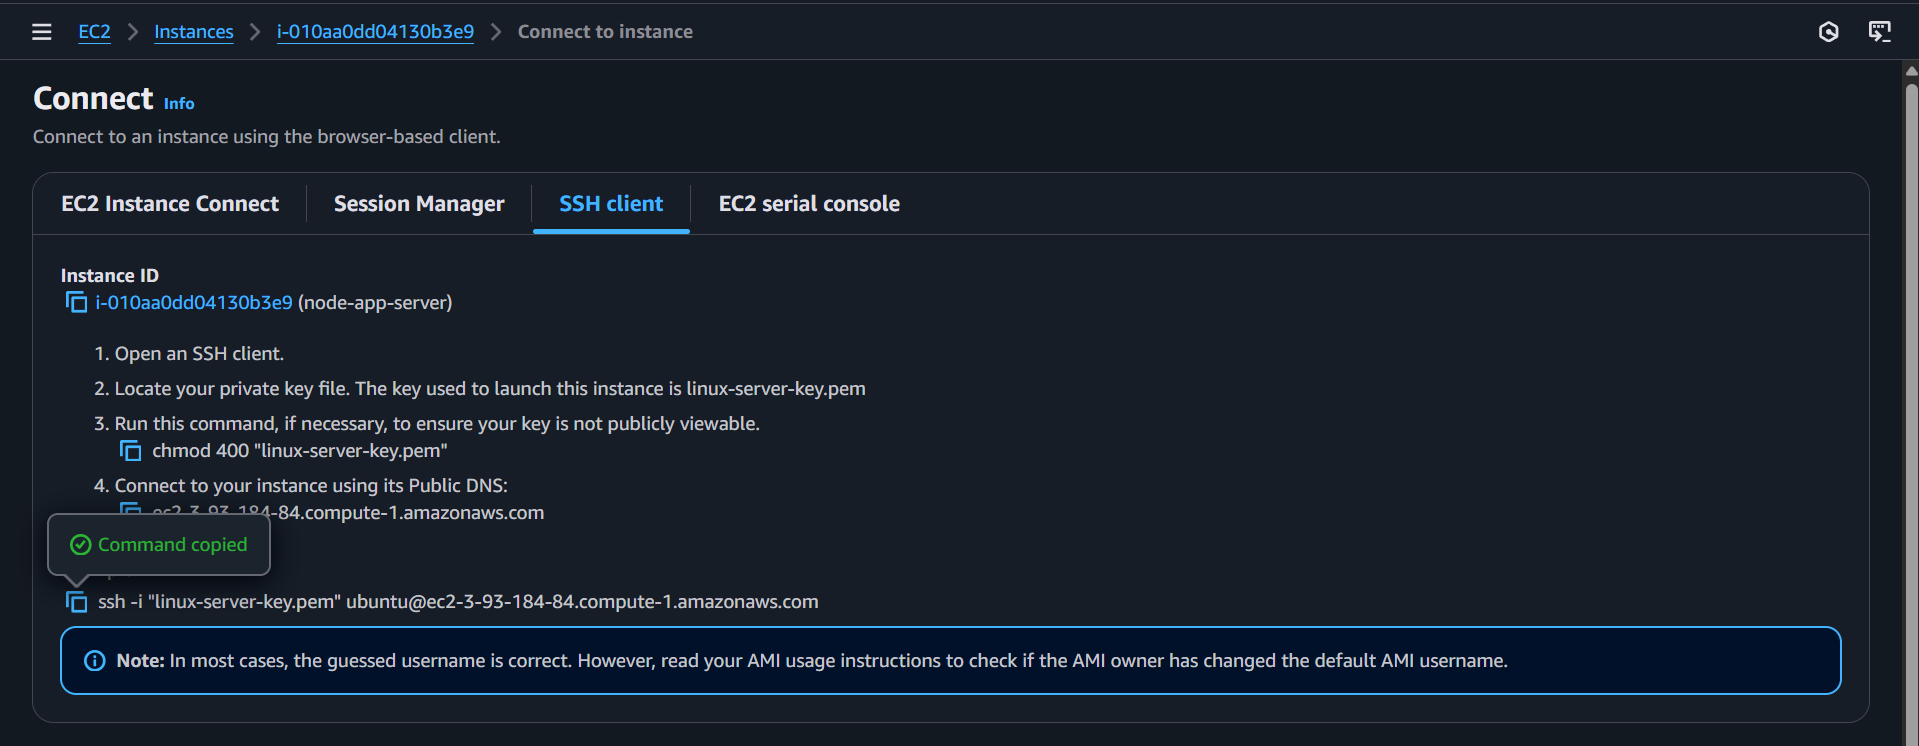 EC2 > Instances > i-010aa0dd04130b3e9 > Connect to instance
Connect Info
Connect to an instance using the browser-based client.
EC2 Instance Connect
Session Manager
SSH client
EC2 serial console
Instance ID
i-010aa0dd04130b3e9 (node-app-server)
1. Open an SSH client.
2. Locate your private key file. The key used to launch this instance is linux-server-key.pem
3. Run this command, if necessary, to ensure your key is not publicly viewable.
chmod 400 "linux-server-key.pem"
4. Connect to your instance using its Public DNS:
ec2-3-93-184-84.compute-1.amazonaws.com
Command copied
ssh -i "linux-server-key.pem" ubuntu@ec2-3-93-184-84.compute-1.amazonaws.com
Note: In most cases, the guessed username is correct. However, read your AMI usage instructions to check if the AMI owner has changed the default AMI username.